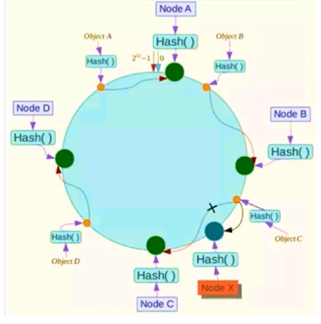 Node A
Hash( )
Object A
Hash( )
2³²−1
0
Object B
Hash( )
Node D
Hash( )
Node B
Hash( )
Hash( )
Object C
Hash( )
Object D
Hash( )
Node C
Hash( )
Node X